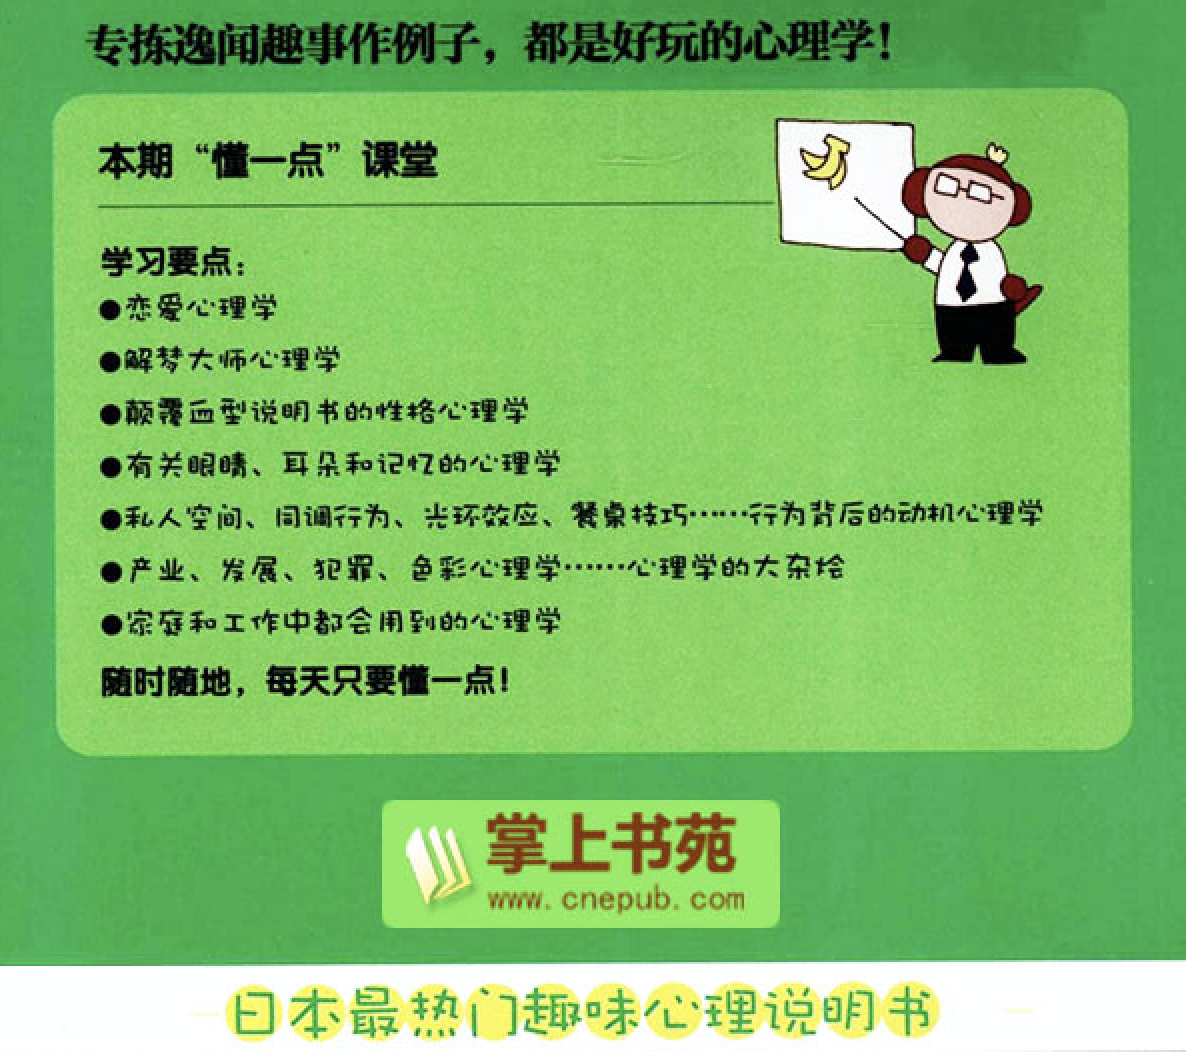 专拣逸闻趣事作例子，都是好玩的心理学！
本期“懂一点”课堂
学习要点：
●恋爱心理学
●解梦大师心理学
●颠覆血型说明书的性格心理学
●有关眼睛、耳朵和记忆的心理学
●私人空间、同调行为、光环效应、餐桌技巧……行为背后的动机心理学
●产业、发展、犯罪、色彩心理学……心理学的大杂烩
●家庭和工作中都会用到的心理学
随时随地，每天只要懂一点！
掌上书苑
www.cnepub.com
日本最热门趣味心理说明书